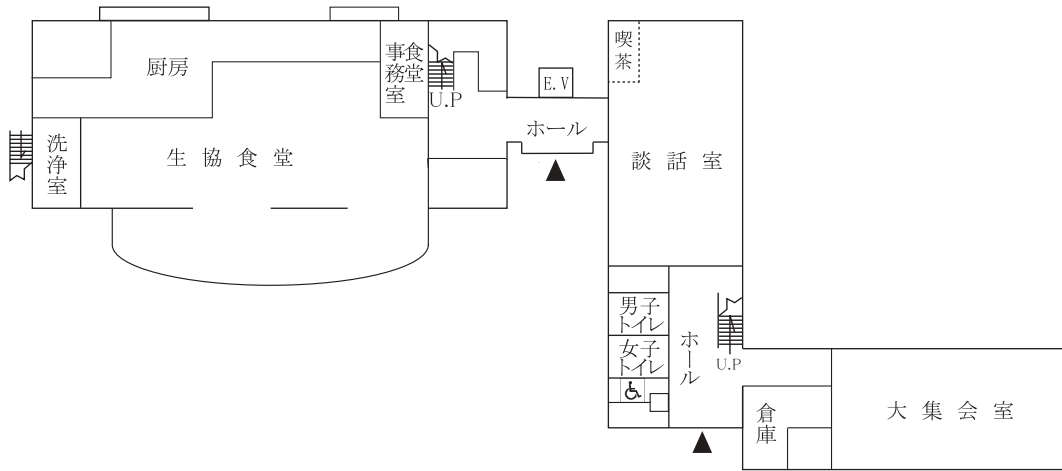 厨房
食堂
事務室
U.P
E.V
喫茶
ホール
洗浄室
生協食堂
談話室
男子
トイレ
女子
トイレ
ホール
U.P
倉庫
大集会室